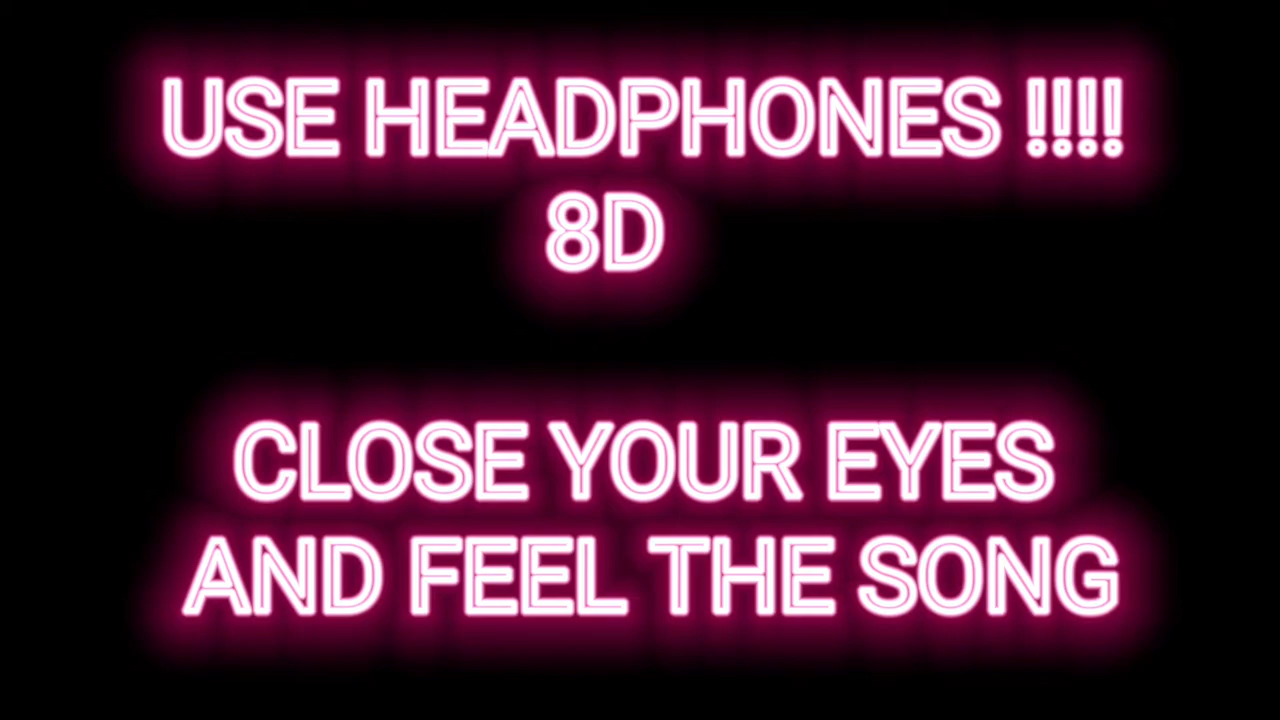 USE HEADPHONES !!!!
8D
CLOSE YOUR EYES
AND FEEL THE SONG